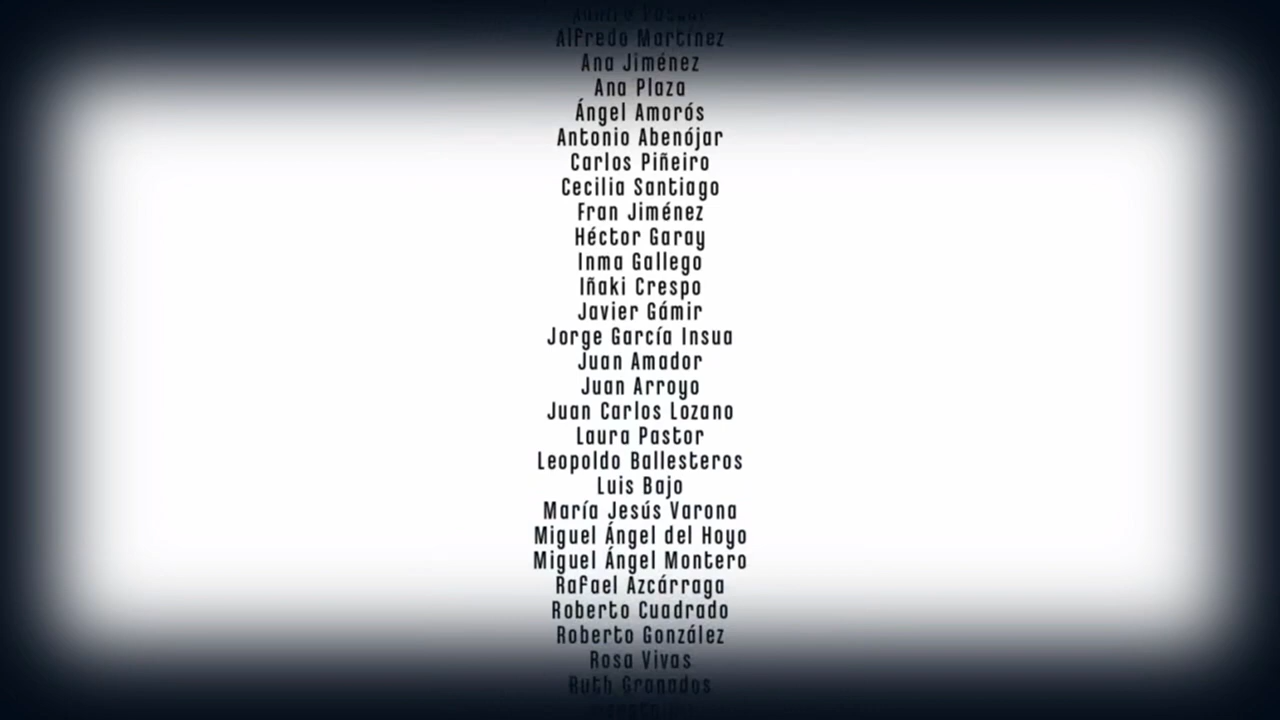 Alfredo Martínez
Ana Jiménez
Ana Plaza
Ángel Amorós
Antonio Abenójar
Carlos Piñeiro
Cecilia Santiago
Fran Jiménez
Héctor Garay
Inma Gallego
Iñaki Crespo
Javier Gámir
Jorge García Insua
Juan Amador
Juan Arroyo
Juan Carlos Lozano
Laura Pastor
Leopoldo Ballesteros
Luis Bajo
María Jesús Varona
Miguel Ángel del Hoyo
Miguel Ángel Montero
Rafael Azcárraga
Roberto Cuadrado
Roberto González
Rosa Vivas
Ruth Granados